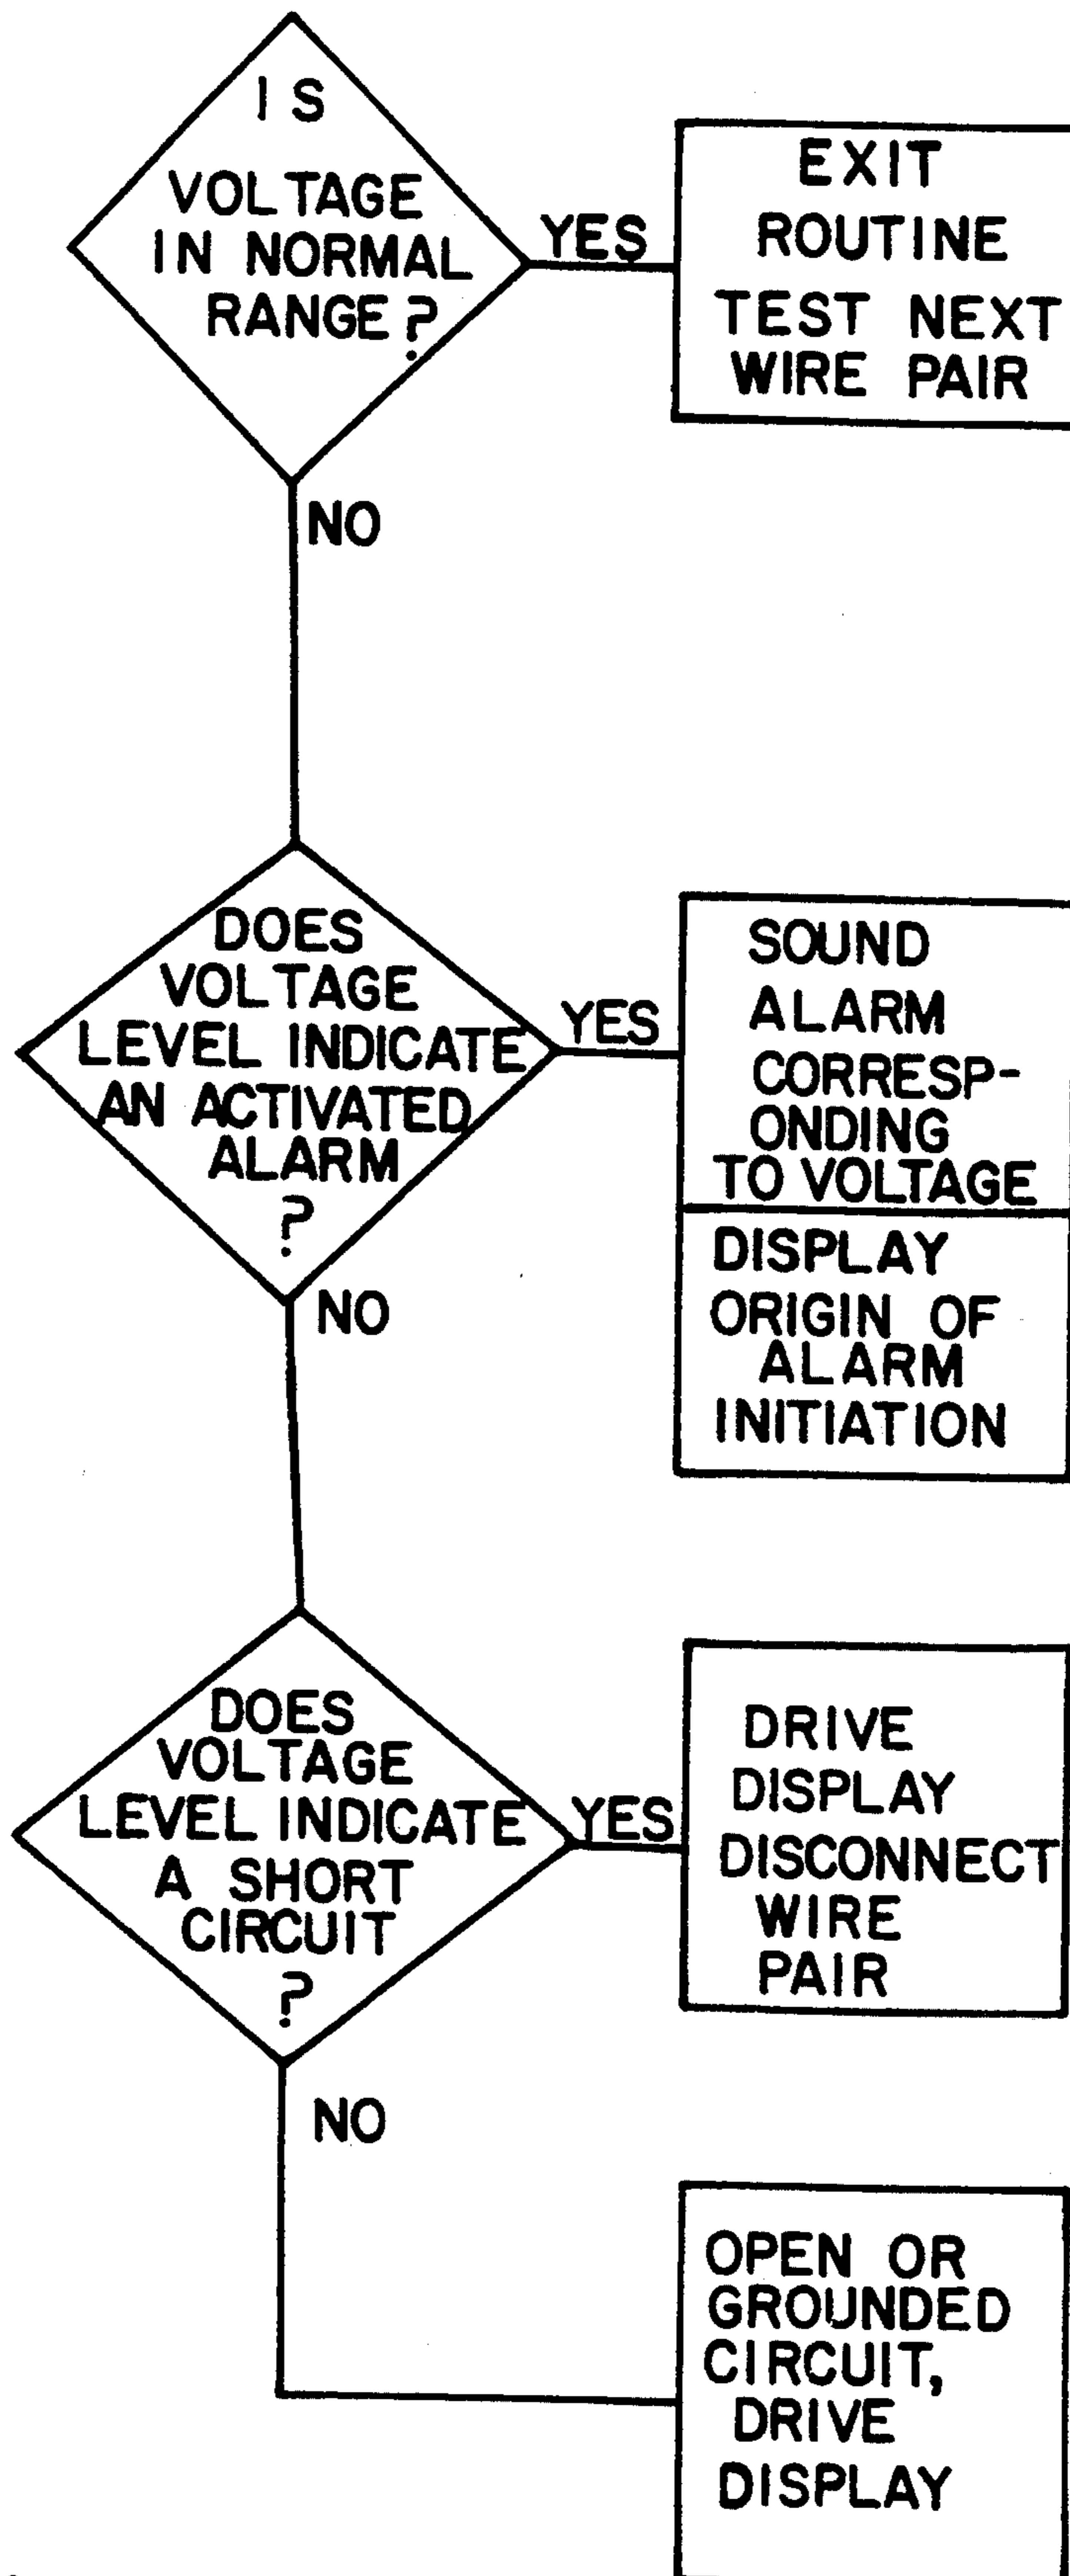 IS
VOLTAGE
IN NORMAL
RANGE?
YES
EXIT
ROUTINE
TEST NEXT
WIRE PAIR
NO
DOES
VOLTAGE
LEVEL INDICATE
AN ACTIVATED
ALARM
?
YES
SOUND
ALARM
CORRESP-
ONDING
TO VOLTAGE
DISPLAY
ORIGIN OF
ALARM
INITIATION
NO
DOES
VOLTAGE
LEVEL INDICATE
A SHORT
CIRCUIT
?
YES
DRIVE
DISPLAY
DISCONNECT
WIRE
PAIR
NO
OPEN OR
GROUNDED
CIRCUIT,
DRIVE
DISPLAY